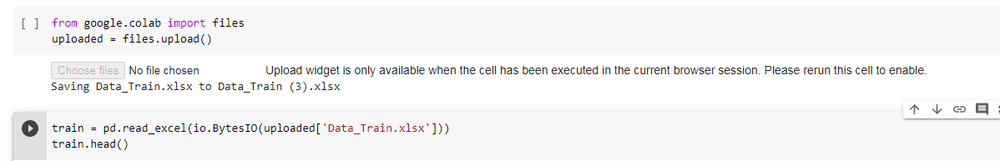 [ ] from google.colab import files
uploaded = files.upload()
Choose files No file chosen Upload widget is only available when the cell has been executed in the current browser session. Please rerun this cell to enable.
Saving Data_Train.xlsx to Data_Train (3).xlsx
train = pd.read_excel(io.BytesIO(uploaded['Data_Train.xlsx']))
train.head()